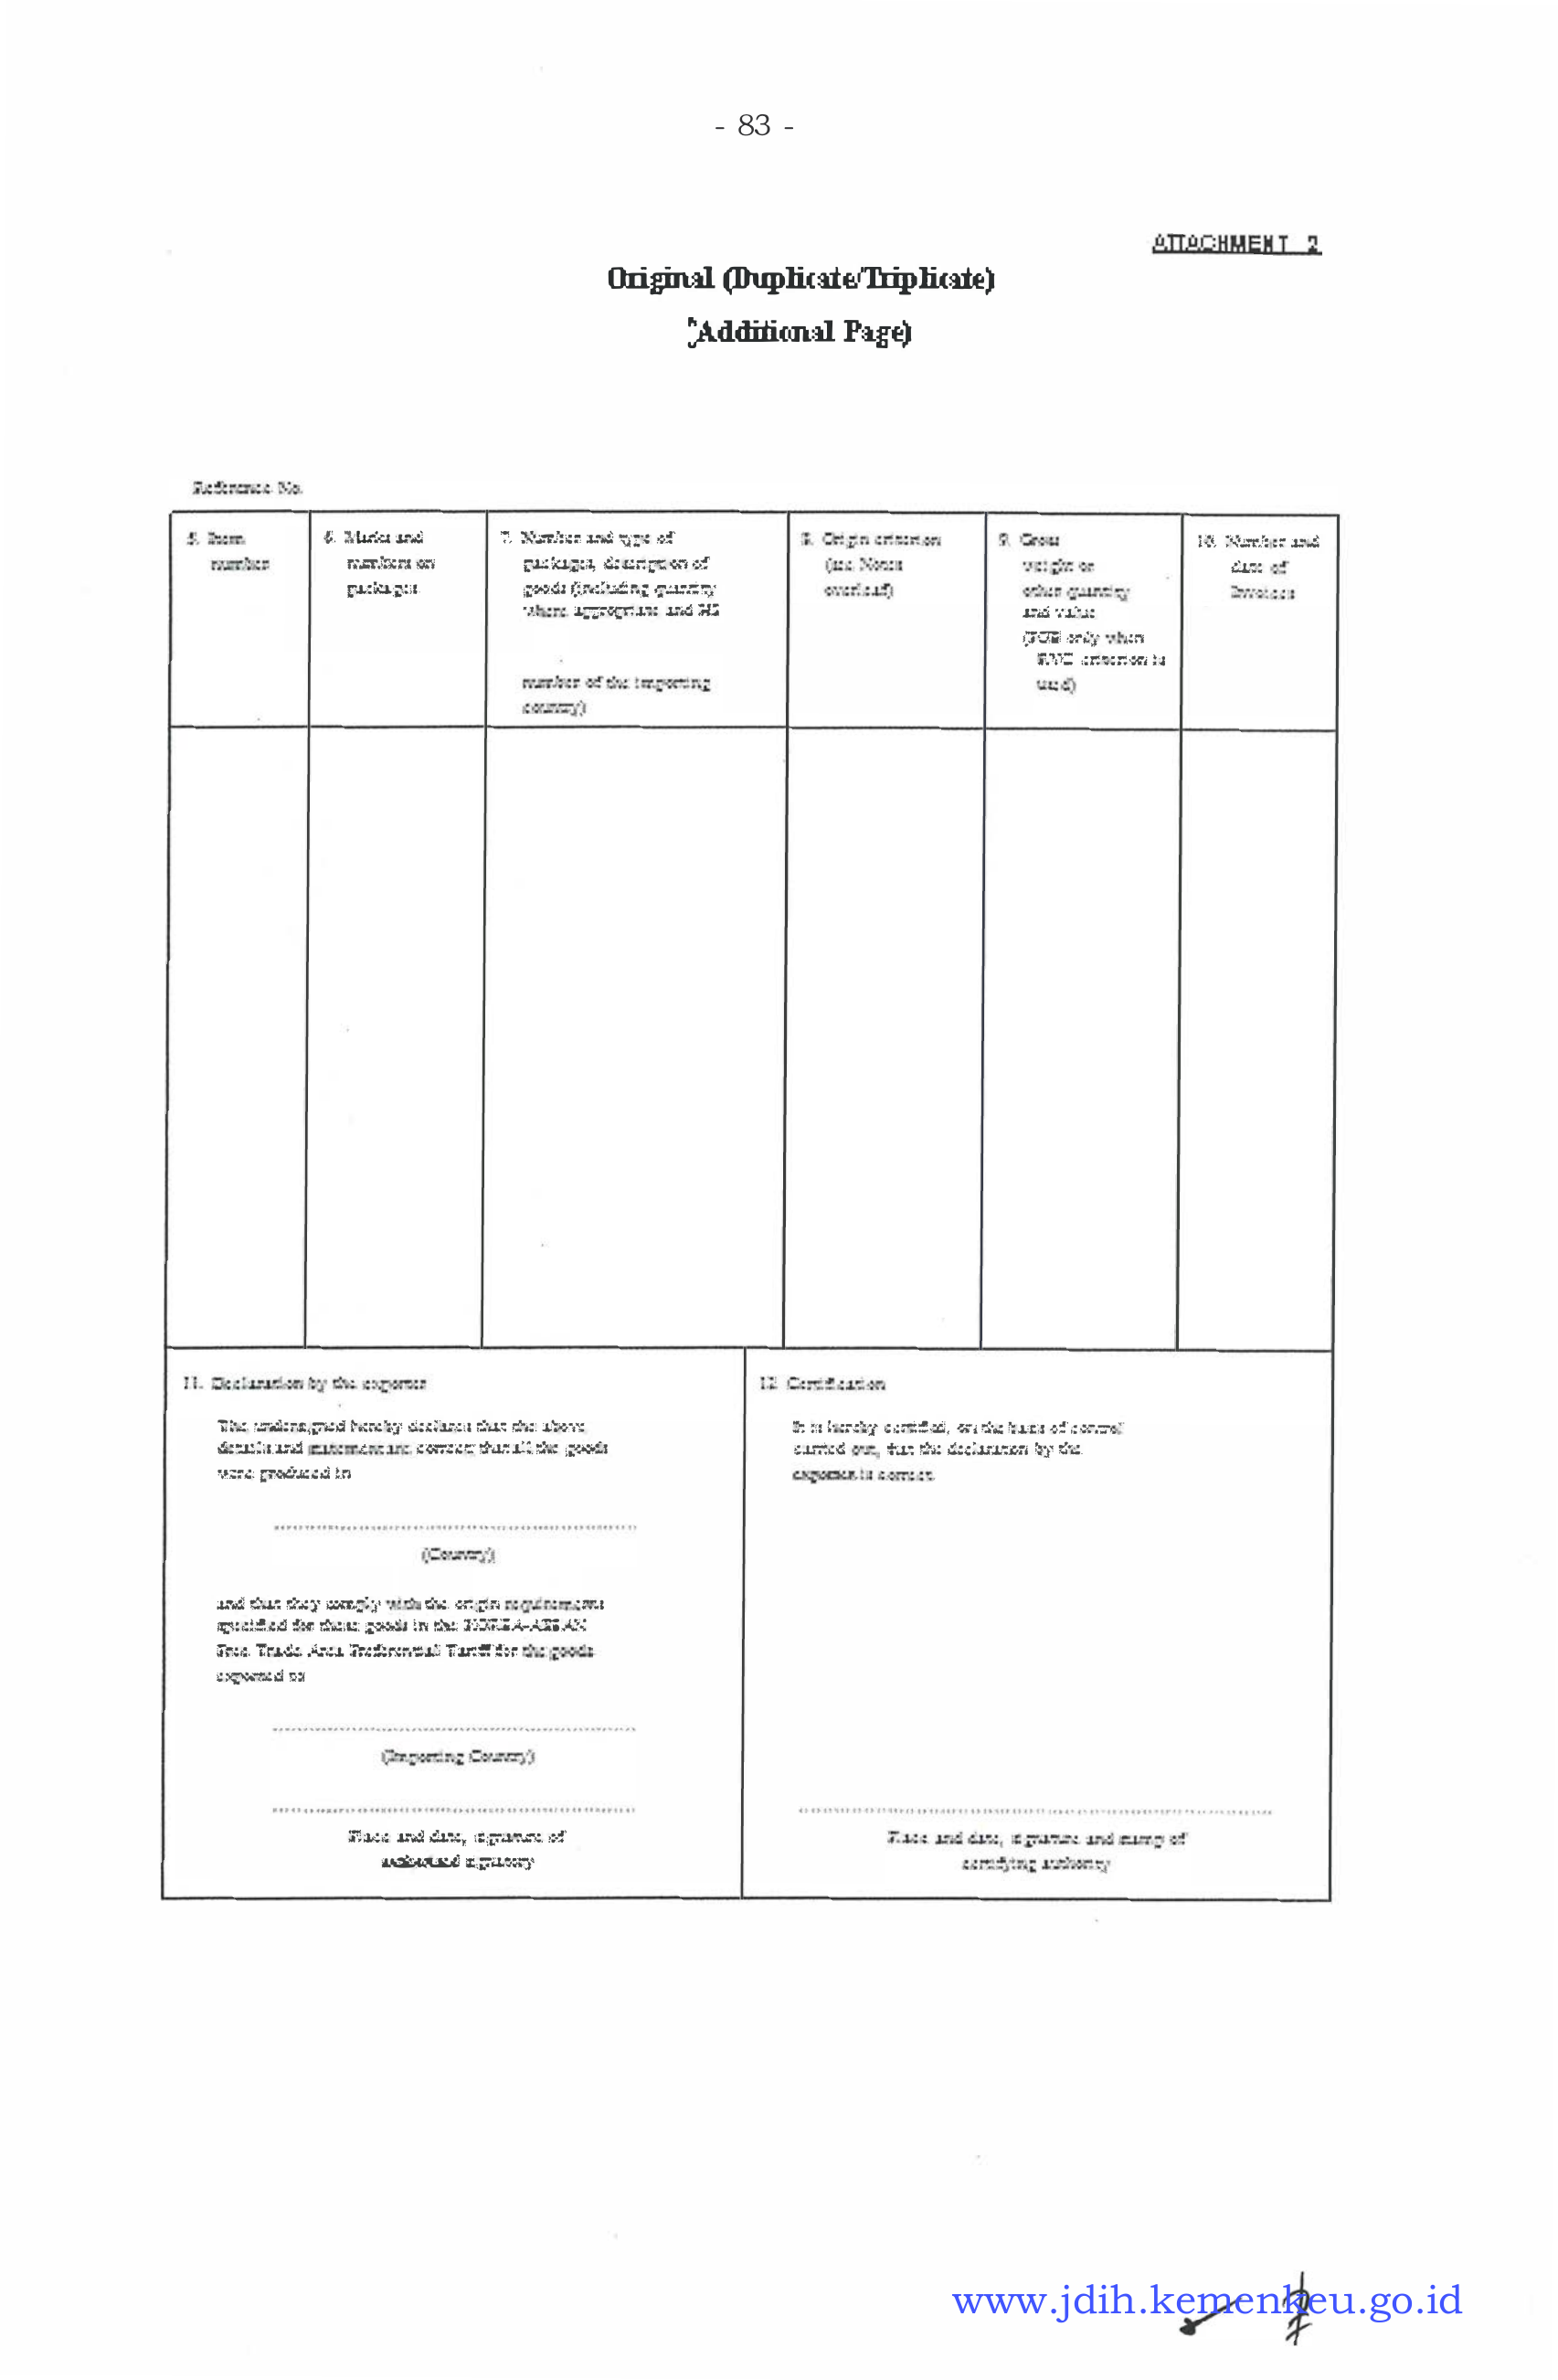 - 83 -
ATTACHMENT 2
Original (Duplicate/Triplicate)
(Additional Page)
Reference No.
5. Item
number
6. Marks and
numbers on
packages
7. Number and type of
packages, description of
goods (including quantity
where appropriate and HS
number of the importing
country)
8. Origin criterion
(see Notes
overleaf)
9. Gross
weight or
other quantity
and value
(FOB only when
RVC criterion is
used)
10. Number and
date of
Invoices
11. Declaration by the exporter
The undersigned hereby declares that the above
details and statement are correct; that all the goods
were produced in
(Country)
and that they comply with the origin requirements
specified for these goods in the KOREA-ASEAN
Free Trade Area Preferential Tariff for the goods
exported to
(Importing Country)
Place and date, signature of
authorised signatory
12. Certification
It is hereby certified, on the basis of control
carried out, that the declaration by the
exporter is correct.
Place and date, signature and stamp of
certifying authority
www.jdih.kemenkeu.go.id